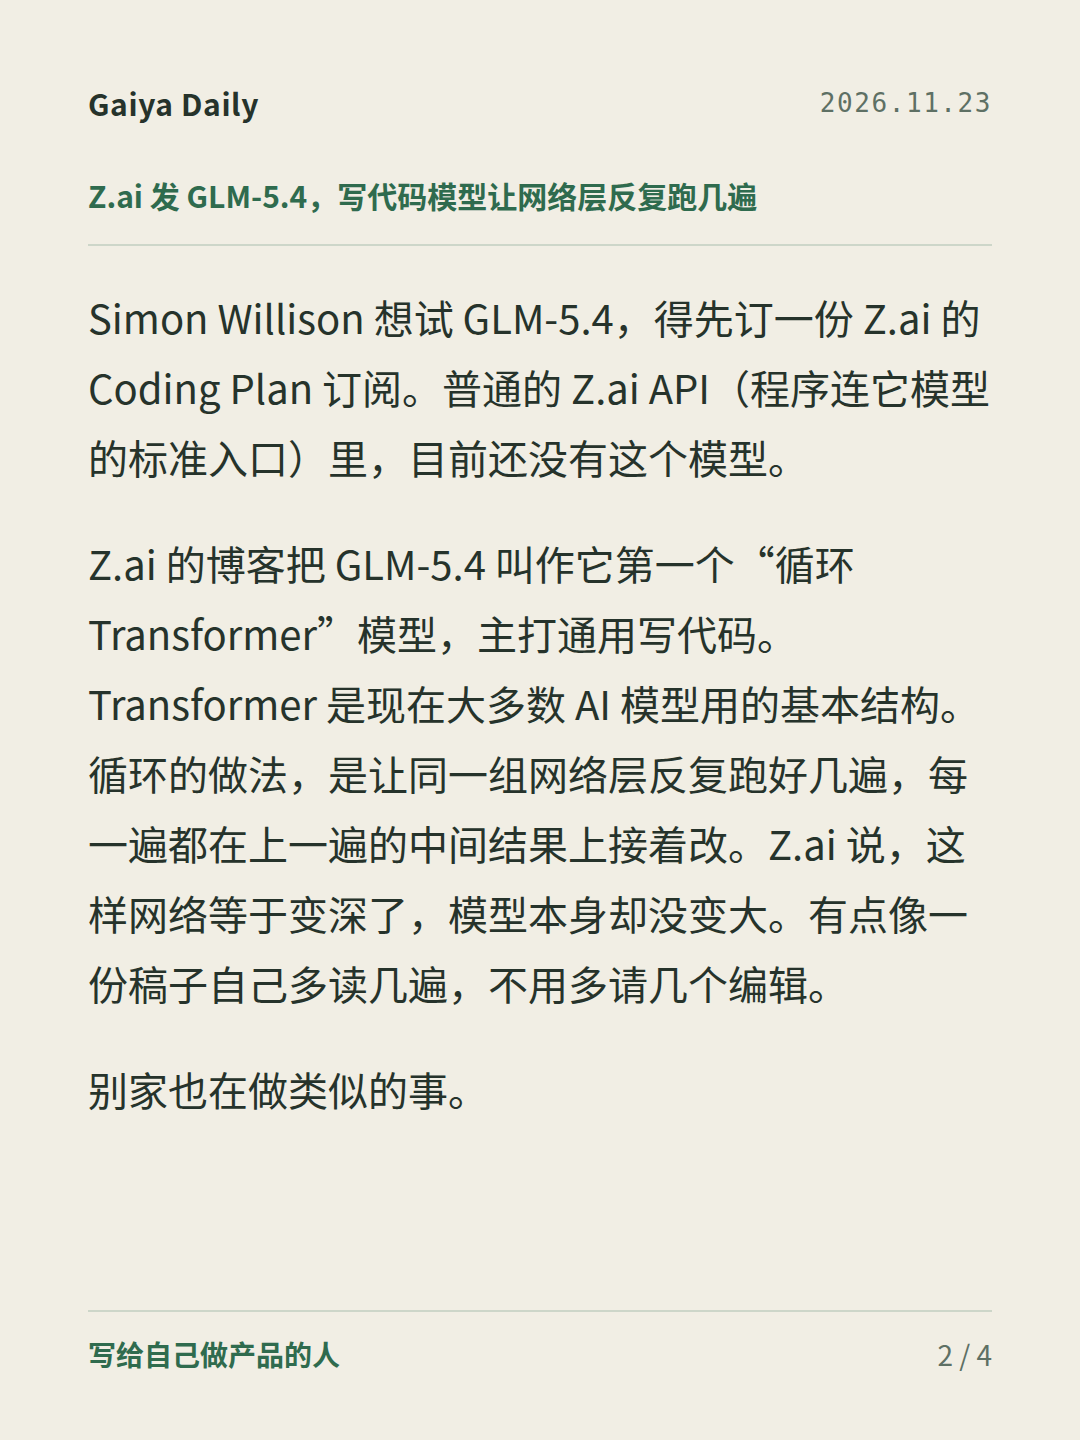 Gaiya Daily
2026.11.23
Z.ai 发 GLM-5.4，写代码模型让网络层反复跑几遍
Simon Willison 想试 GLM-5.4，得先订一份 Z.ai 的
Coding Plan 订阅。普通的 Z.ai API（程序连它模型
的标准入口）里，目前还没有这个模型。
Z.ai 的博客把 GLM-5.4 叫作它第一个“循环
Transformer”模型，主打通用写代码。
Transformer 是现在大多数 AI 模型用的基本结构。
循环的做法，是让同一组网络层反复跑好几遍，每
一遍都在上一遍的中间结果上接着改。Z.ai 说，这
样网络等于变深了，模型本身却没变大。有点像一
份稿子自己多读几遍，不用多请几个编辑。
别家也在做类似的事。
写给自己做产品的人
2 / 4